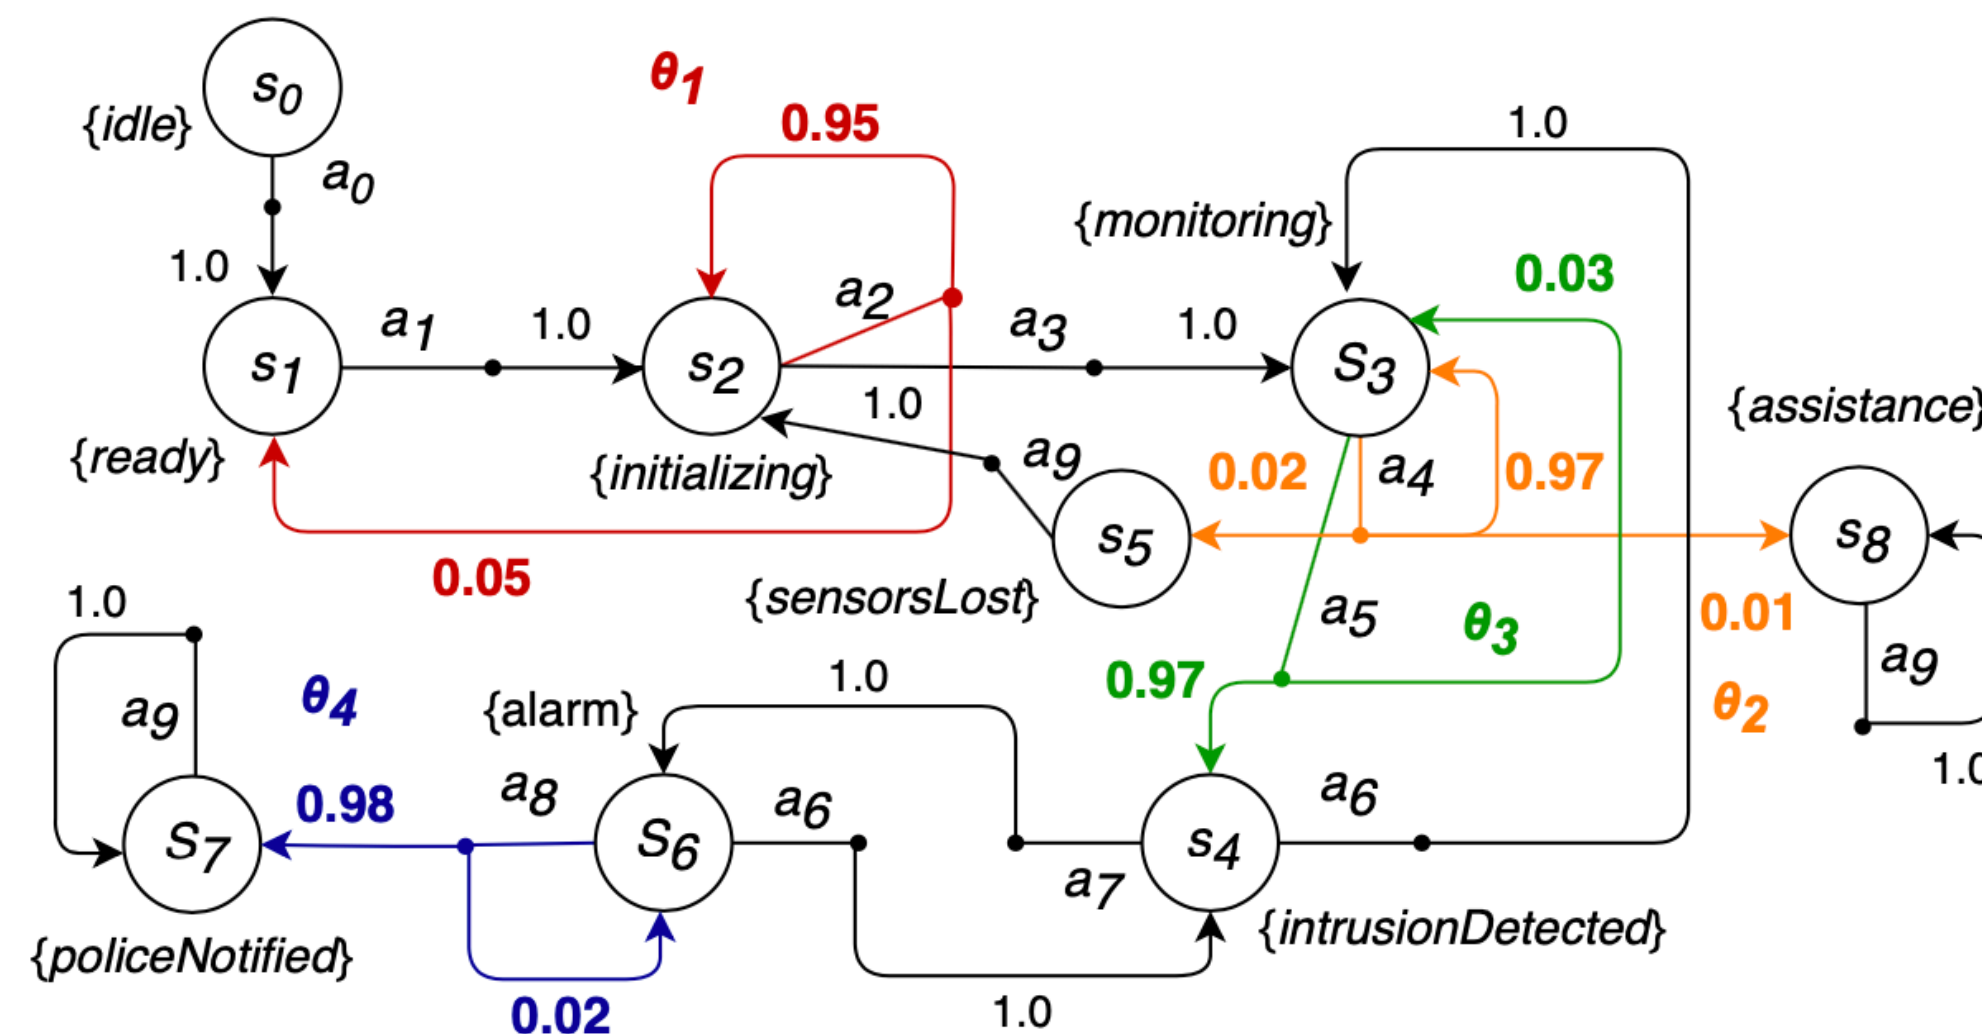 s0
{idle}
a0
1.0
θ1
0.95
1.0
{monitoring}
0.03
a1
1.0
a2
a3
1.0
s1
s2
S3
{ready}
{initializing}
1.0
a9
0.02
a4
0.97
{assistance}
s5
s8
{sensorsLost}
0.05
a5
θ3
0.01
a9
1.0
0.97
θ2
1.0
a9
θ4
{alarm}
1.0
0.98
a8
a6
a6
S7
S6
s4
a7
{policeNotified}
{intrusionDetected}
0.02
1.0